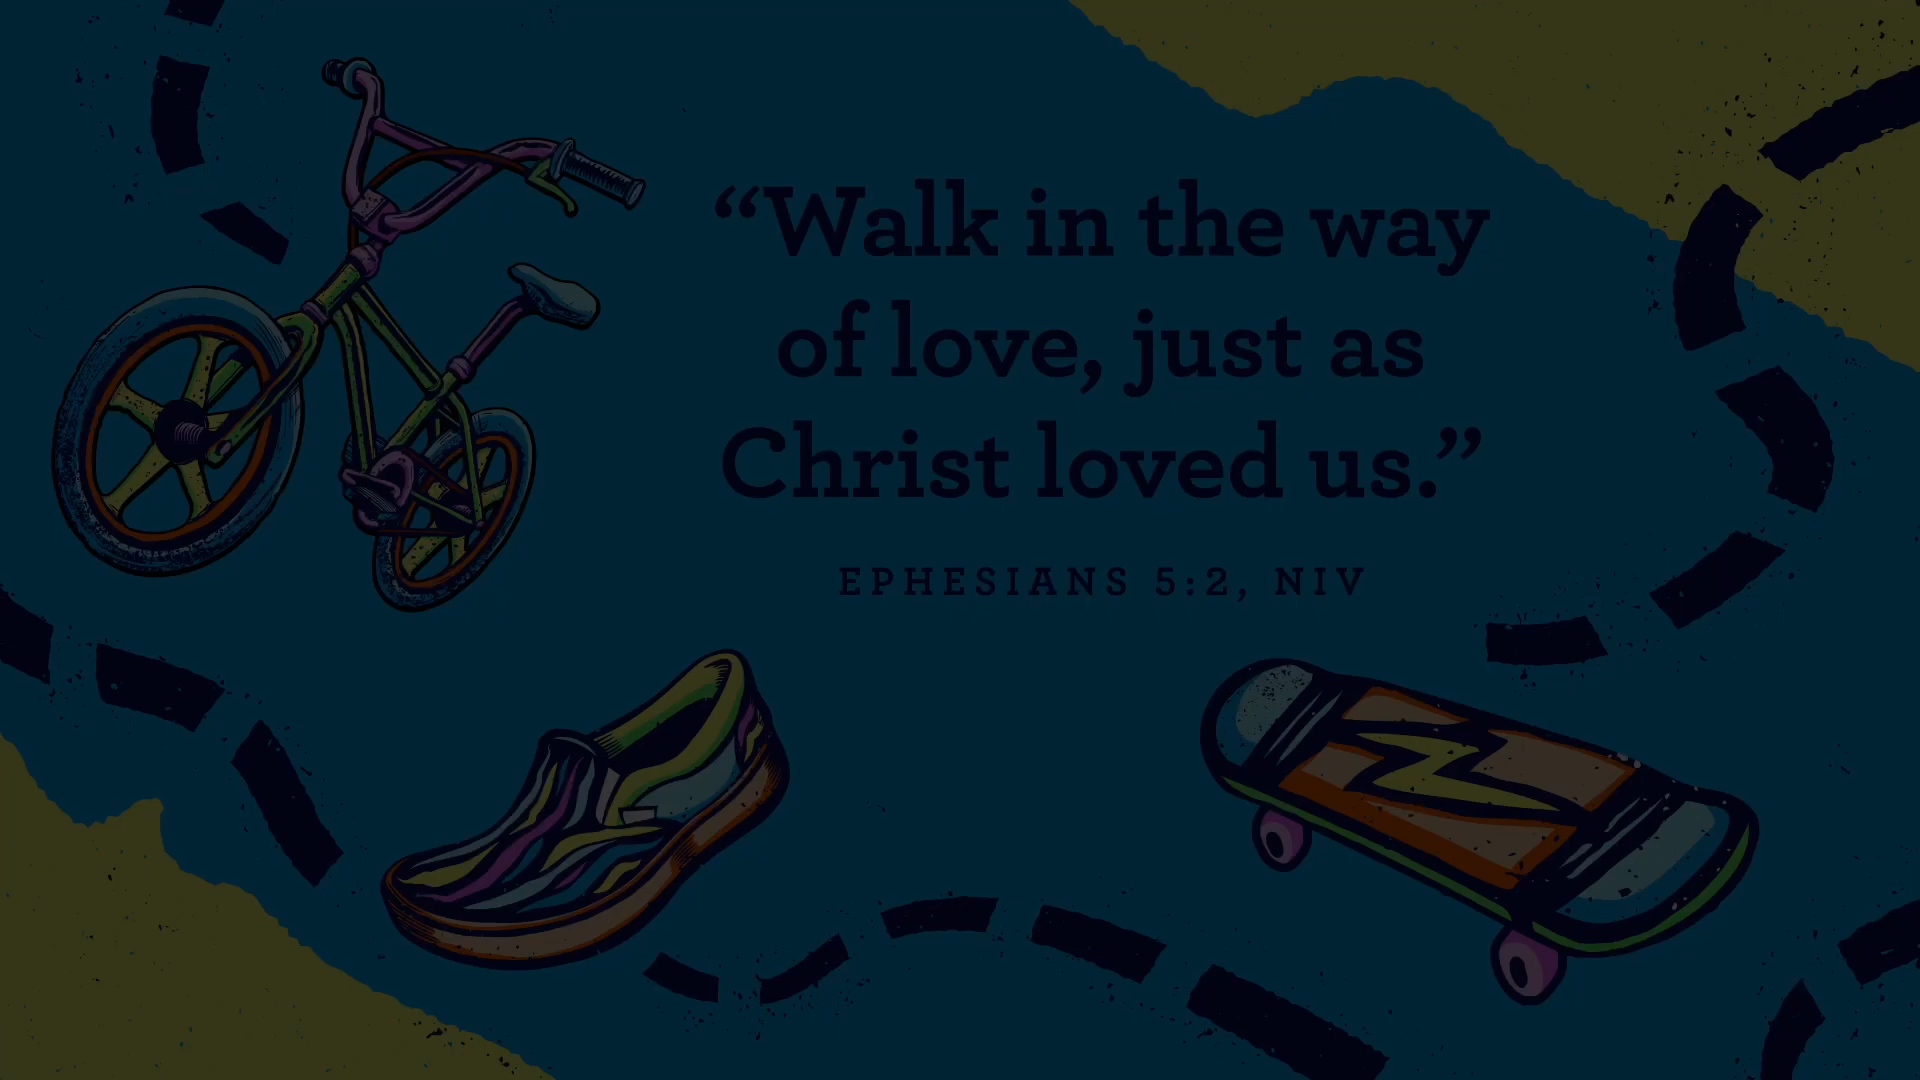 “Walk in the way
of love, just as
Christ loved us.”
EPHESIANS 5:2, NIV